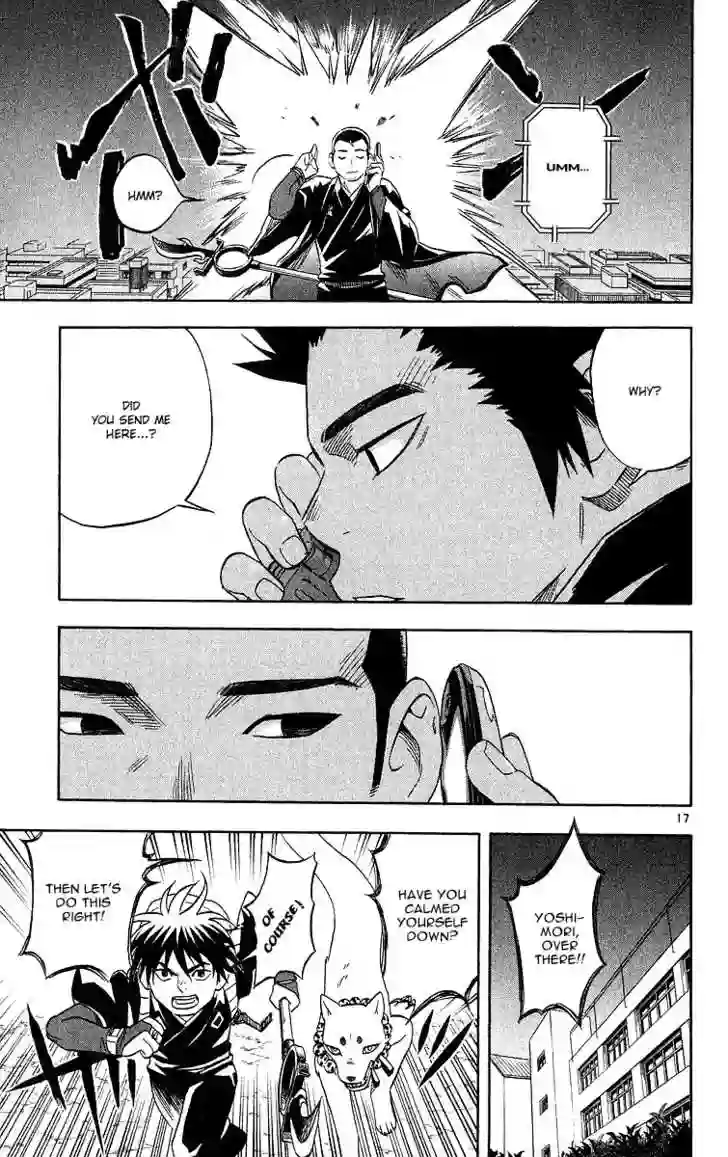 UMM...
HMM?
WHY?
DID
YOU SEND ME
HERE...?
17
YOSHI-
MORI,
OVER
THERE!!
HAVE YOU
CALMED
YOURSELF
DOWN?
OF
COURSE!
THEN LET'S
DO THIS
RIGHT!